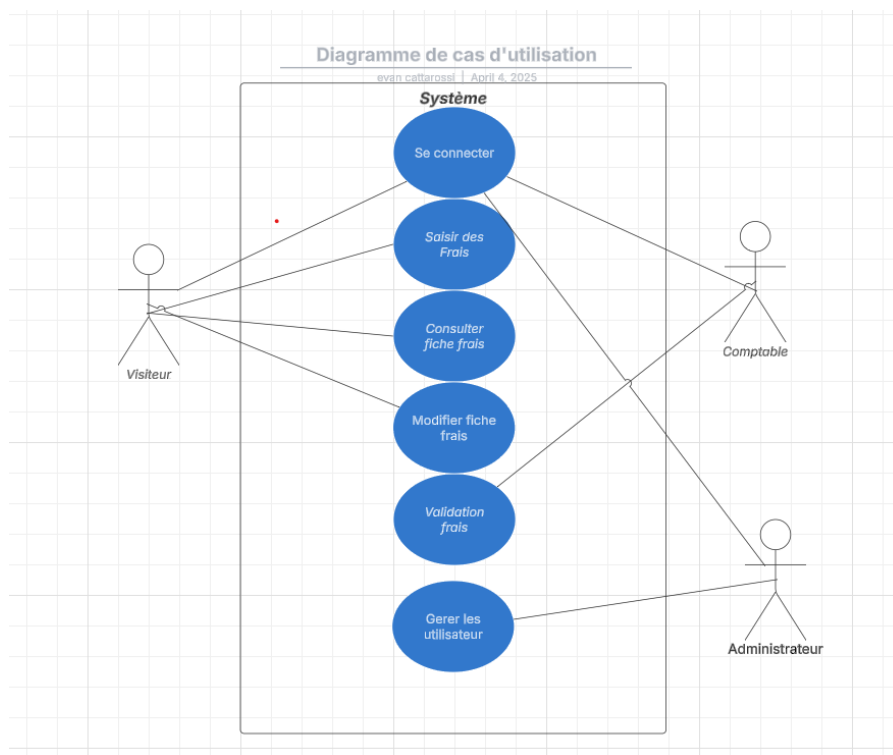 Diagramme de cas d'utilisation
evan cattarossi | April 4, 2025
Système
Se connecter
Saisir des
Frais
Consulter
fiche frais
Modifier fiche
frais
Validation
frais
Gerer les
utilisateur
Visiteur
Comptable
Administrateur